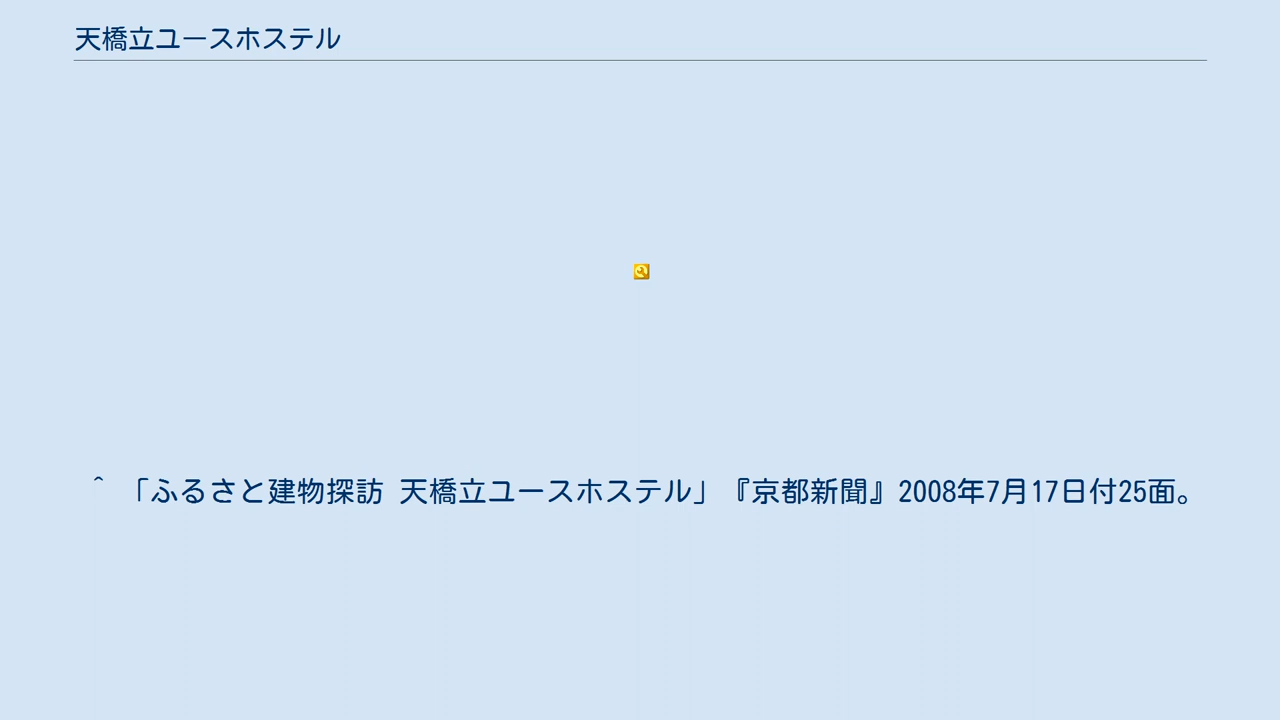 天橋立ユースホステル
^ 「ふるさと建物探訪 天橋立ユースホステル」『京都新聞』2008年7月17日付25面。